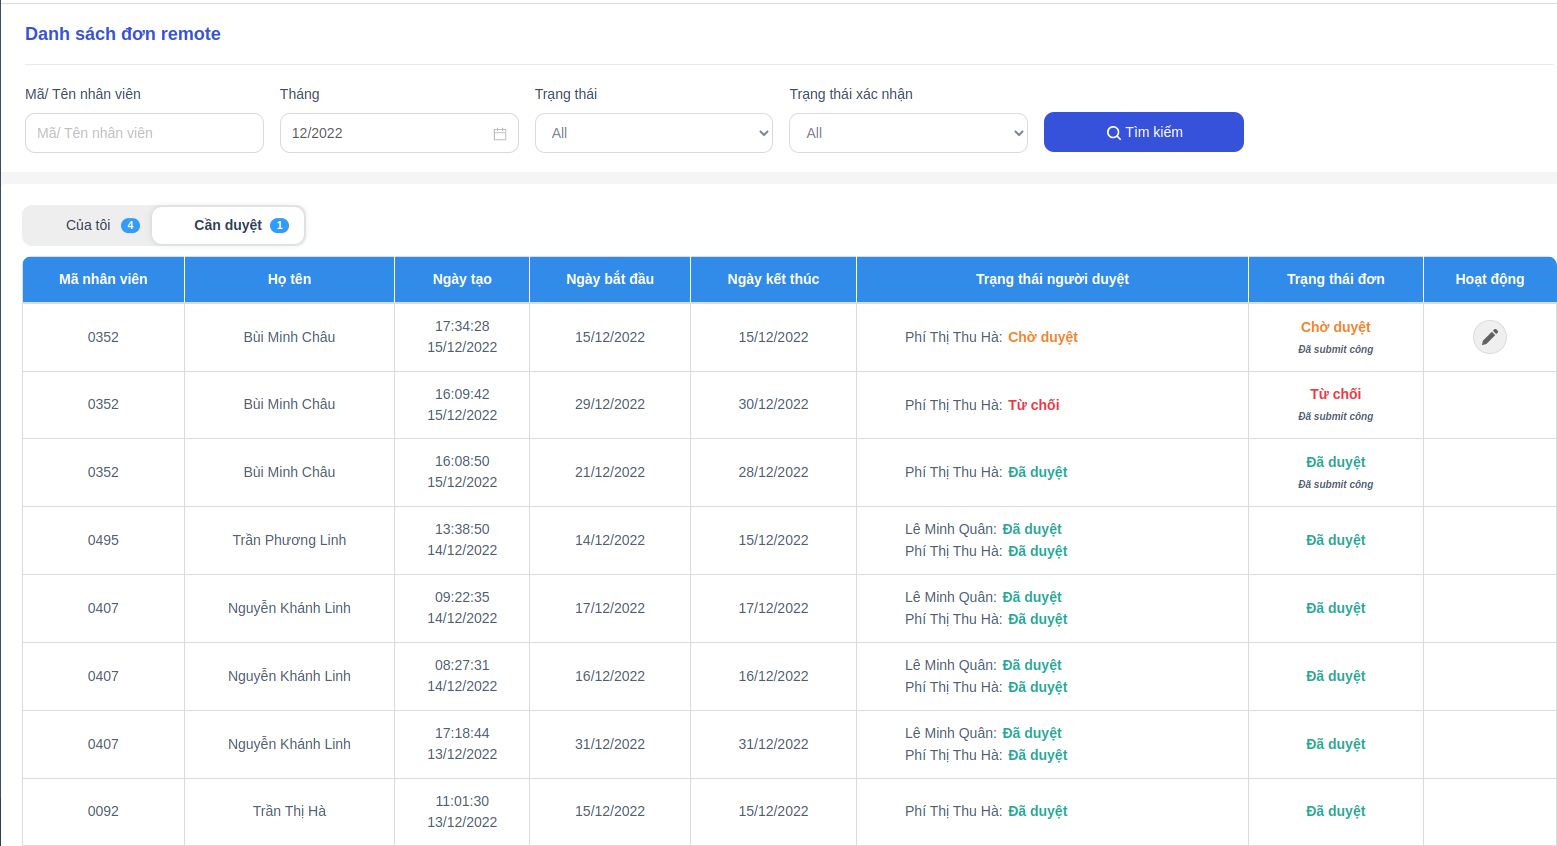 Danh sách đơn remote
Mã/ Tên nhân viên Tháng Trạng thái Trạng thái xác nhận
Mã/ Tên nhân viên 12/2022 All All Tìm kiếm
Của tôi 4 Cần duyệt 1
Mã nhân viên Họ tên Ngày tạo Ngày bắt đầu Ngày kết thúc Trạng thái người duyệt Trạng thái đơn Hoạt động
0352 Bùi Minh Châu 17:34:28 15/12/2022 15/12/2022 15/12/2022 Phí Thị Thu Hà: Chờ duyệt Chờ duyệt Đã submit công
0352 Bùi Minh Châu 16:09:42 15/12/2022 29/12/2022 30/12/2022 Phí Thị Thu Hà: Từ chối Từ chối Đã submit công
0352 Bùi Minh Châu 16:08:50 15/12/2022 21/12/2022 28/12/2022 Phí Thị Thu Hà: Đã duyệt Đã duyệt Đã submit công
0495 Trần Phương Linh 13:38:50 14/12/2022 14/12/2022 15/12/2022 Lê Minh Quân: Đã duyệt Phí Thị Thu Hà: Đã duyệt Đã duyệt
0407 Nguyễn Khánh Linh 09:22:35 14/12/2022 17/12/2022 17/12/2022 Lê Minh Quân: Đã duyệt Phí Thị Thu Hà: Đã duyệt Đã duyệt
0407 Nguyễn Khánh Linh 08:27:31 14/12/2022 16/12/2022 16/12/2022 Lê Minh Quân: Đã duyệt Phí Thị Thu Hà: Đã duyệt Đã duyệt
0407 Nguyễn Khánh Linh 17:18:44 13/12/2022 31/12/2022 31/12/2022 Lê Minh Quân: Đã duyệt Phí Thị Thu Hà: Đã duyệt Đã duyệt
0092 Trần Thị Hà 11:01:30 13/12/2022 15/12/2022 15/12/2022 Phí Thị Thu Hà: Đã duyệt Đã duyệt